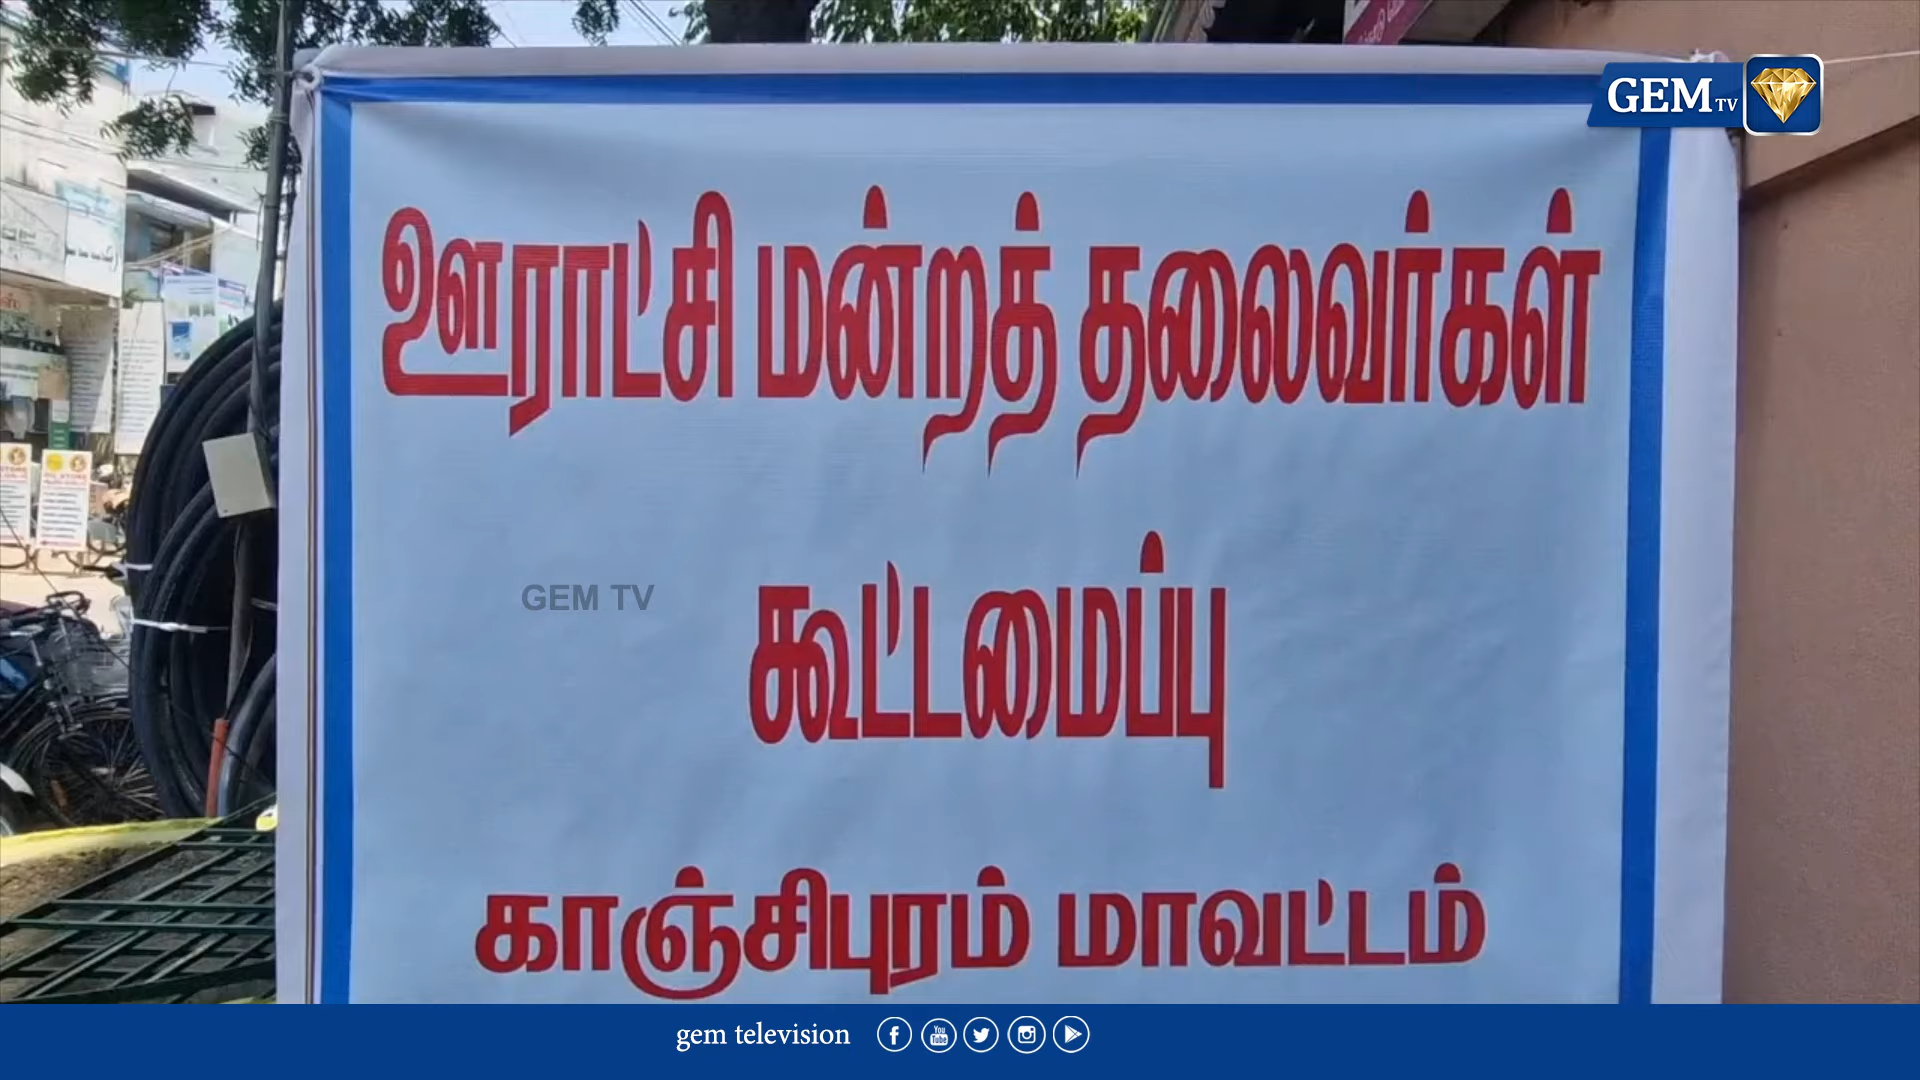 GEM TV
ஊராட்சி மன்றத் தலைவர்கள்
GEM TV
கூட்டமைப்பு
காஞ்சிபுரம் மாவட்டம்
gem television